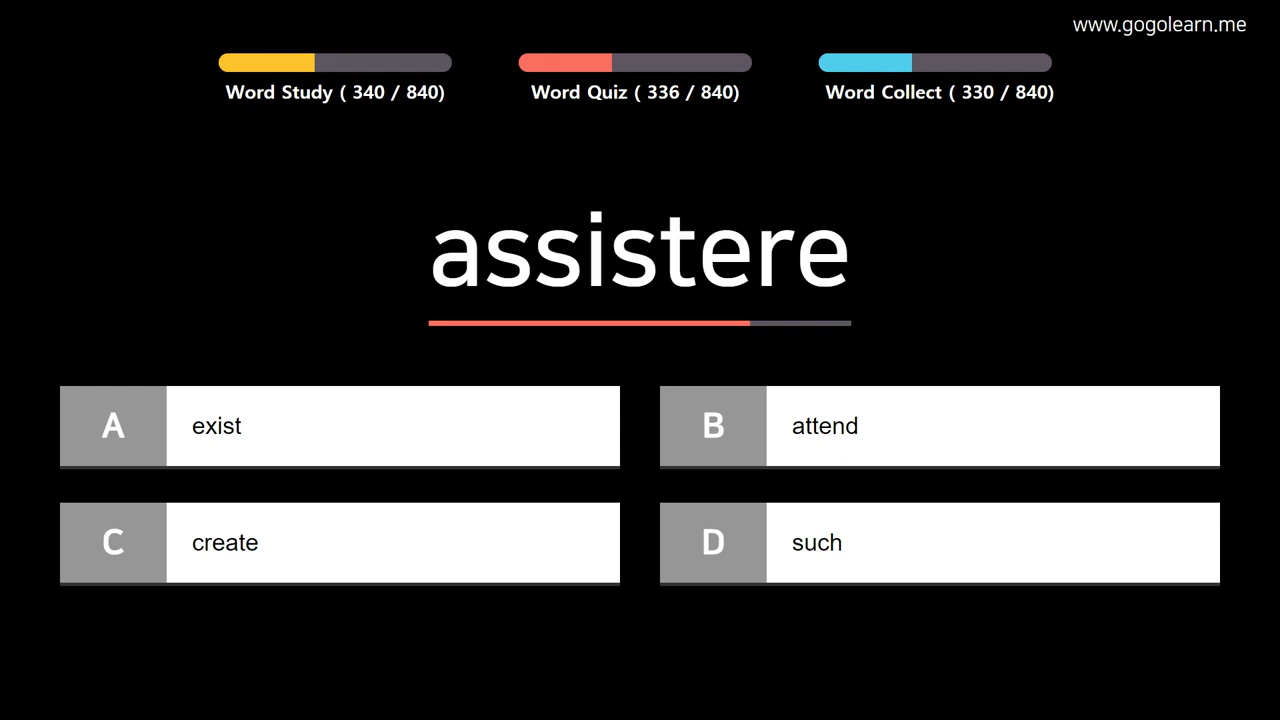 www.gogolearn.me
Word Study ( 340 / 840)
Word Quiz ( 336 / 840)
Word Collect ( 330 / 840)
assistere
A exist
B attend
C create
D such